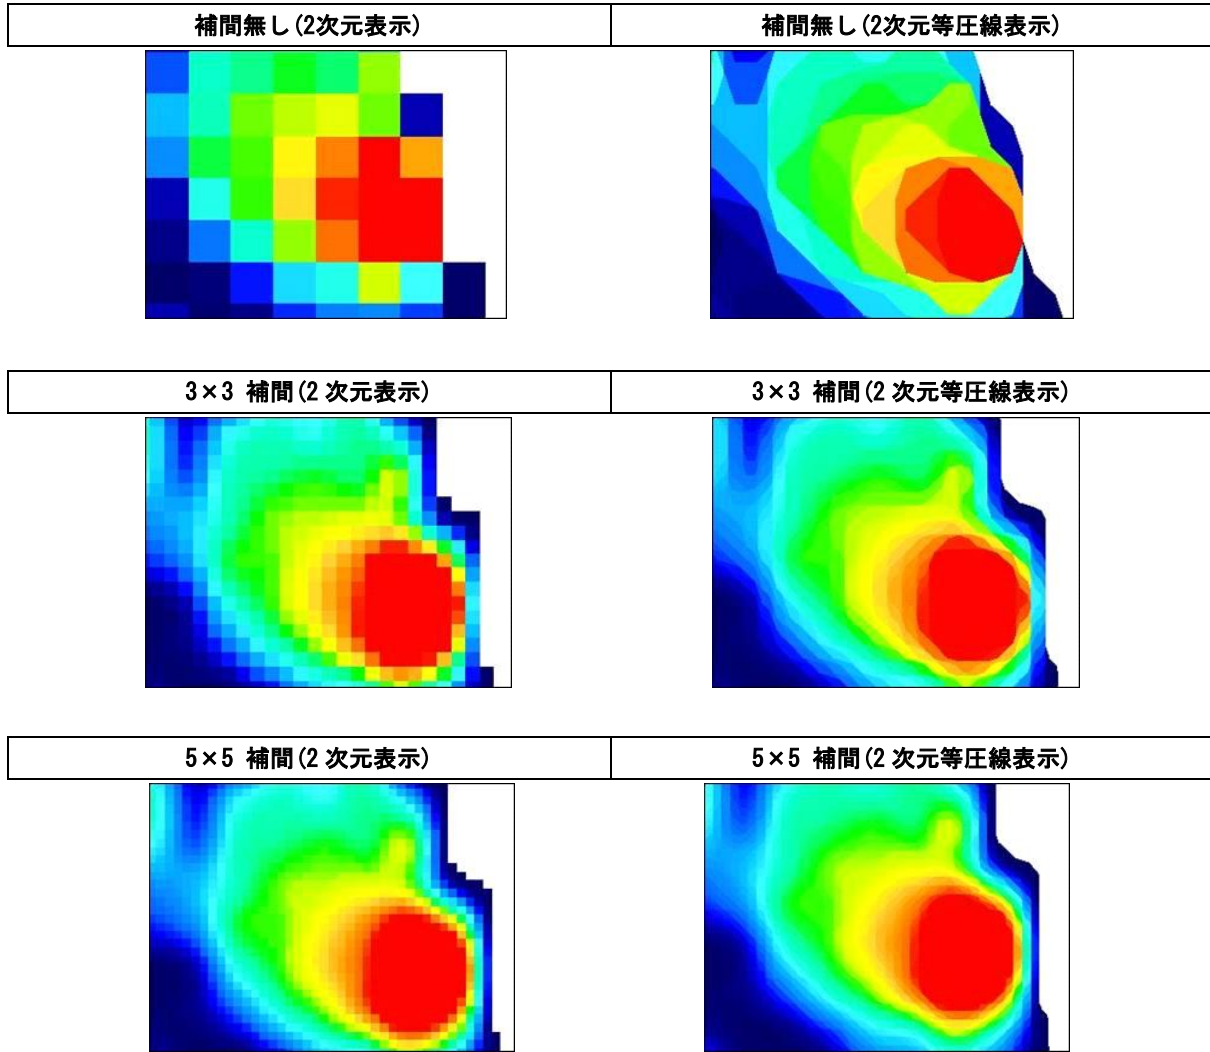 補間無し(2次元表示)
補間無し(2次元等圧線表示)
3×3 補間(2 次元表示)
3×3 補間(2 次元等圧線表示)
5×5 補間(2 次元表示)
5×5 補間(2 次元等圧線表示)